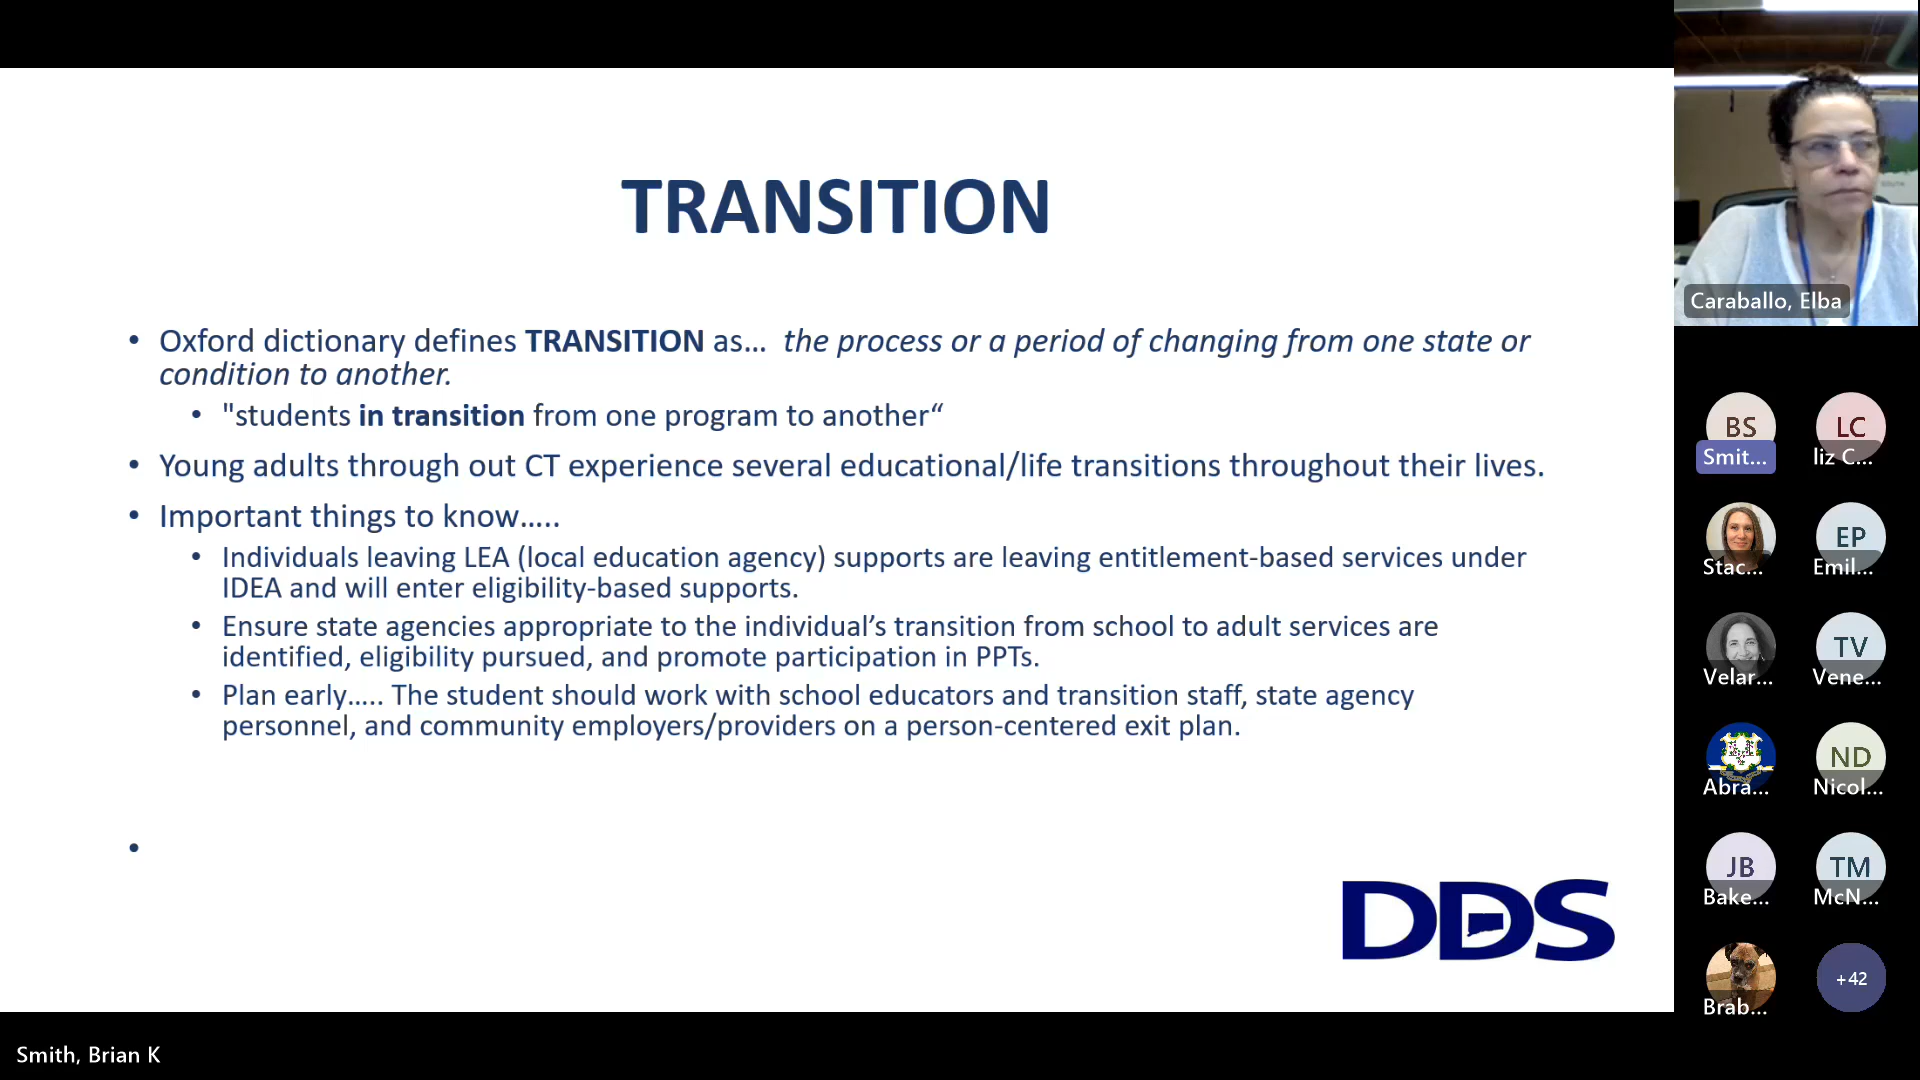 TRANSITION
• Oxford dictionary defines TRANSITION as… the process or a period of changing from one state or
condition to another.
• "students in transition from one program to another“
• Young adults through out CT experience several educational/life transitions throughout their lives.
• Important things to know.....
• Individuals leaving LEA (local education agency) supports are leaving entitlement-based services under
IDEA and will enter eligibility-based supports.
• Ensure state agencies appropriate to the individual’s transition from school to adult services are
identified, eligibility pursued, and promote participation in PPTs.
• Plan early..... The student should work with school educators and transition staff, state agency
personnel, and community employers/providers on a person-centered exit plan.
•
DDS
Smith, Brian K
Caraballo, Elba
BS
Smit...
LC
liz C...
Stac...
EP
Emil...
Velar...
TV
Vene...
Abra...
ND
Nicol...
JB
Bake...
TM
McN...
Brab...
+42